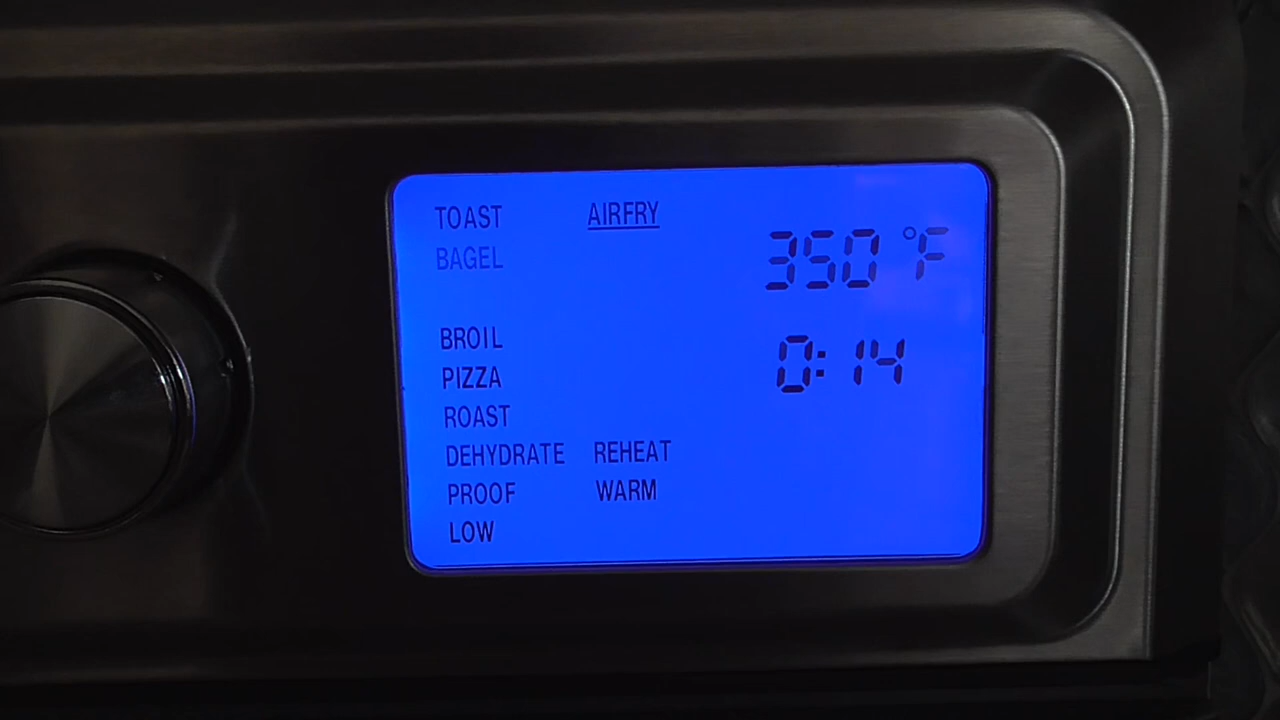 TOAST AIRFRY
BAGEL
350 °F
BROIL
0:14
PIZZA
ROAST
DEHYDRATE REHEAT
PROOF WARM
LOW